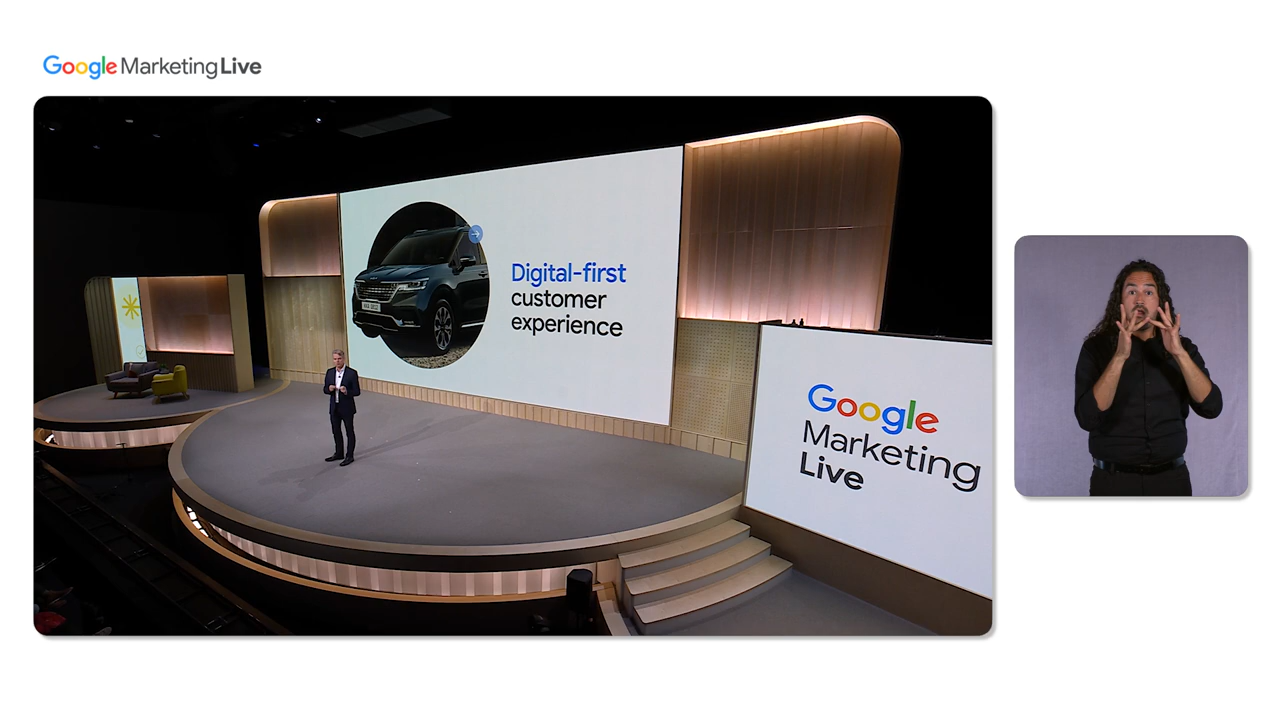 Google Marketing Live
Digital-first
customer
experience
Google
Marketing
Live